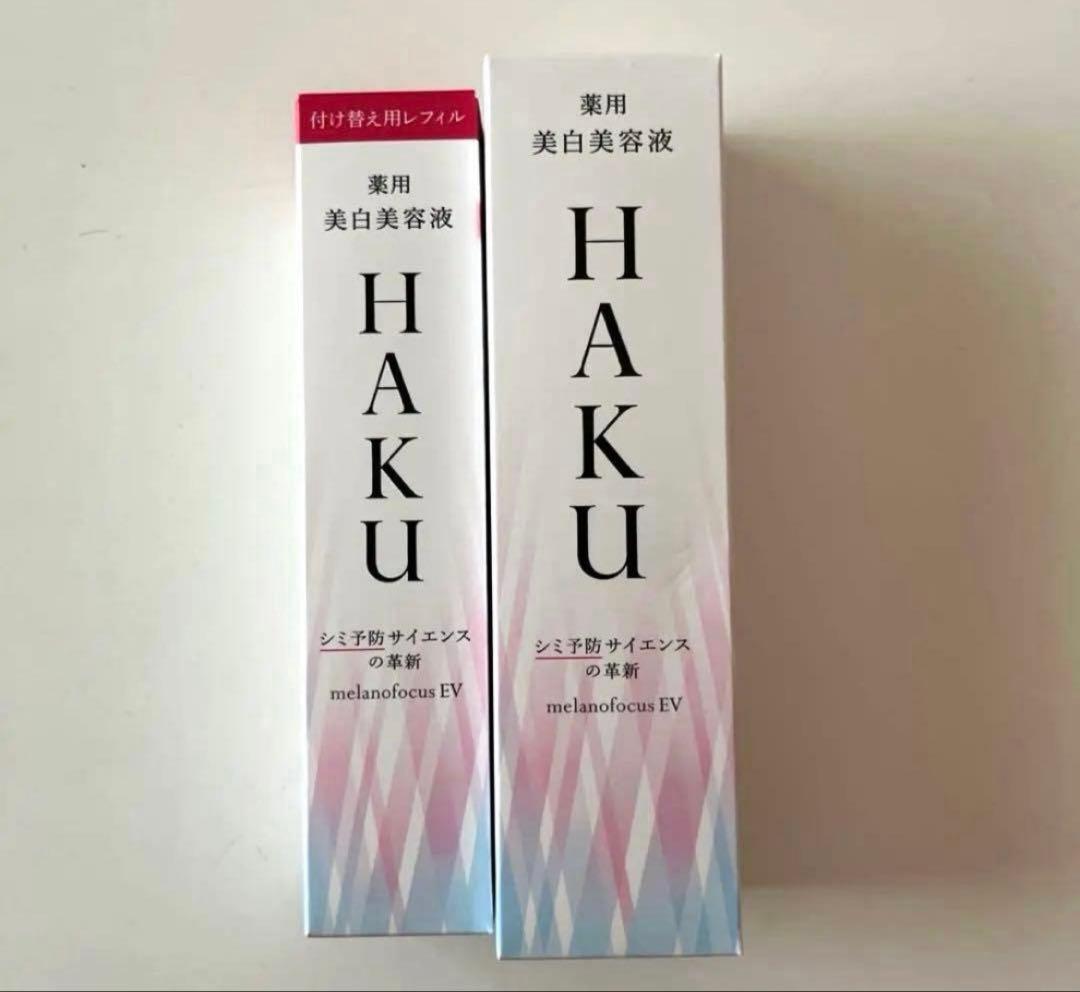 付け替え用レフィル
薬用
美白美容液
HAKU
シミ予防サイエンス
の革新
melanofocus EV
薬用
美白美容液
HAKU
シミ予防サイエンス
の革新
melanofocus EV